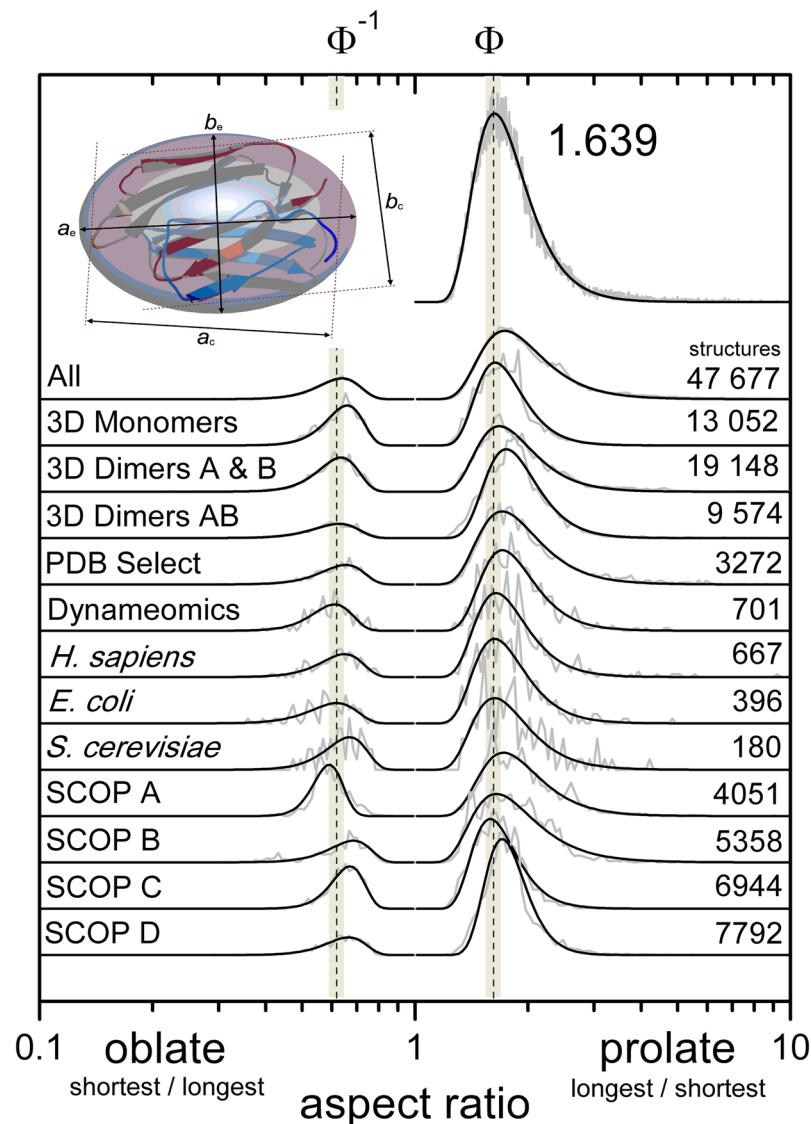 Φ⁻¹ Φ
1.639
bₑ
aₑ
b꜀
a꜀
structures
All 47 677
3D Monomers 13 052
3D Dimers A & B 19 148
3D Dimers AB 9 574
PDB Select 3272
Dynameomics 701
H. sapiens 667
E. coli 396
S. cerevisiae 180
SCOP A 4051
SCOP B 5358
SCOP C 6944
SCOP D 7792
0.1 1 10
oblate prolate
shortest / longest longest / shortest
aspect ratio